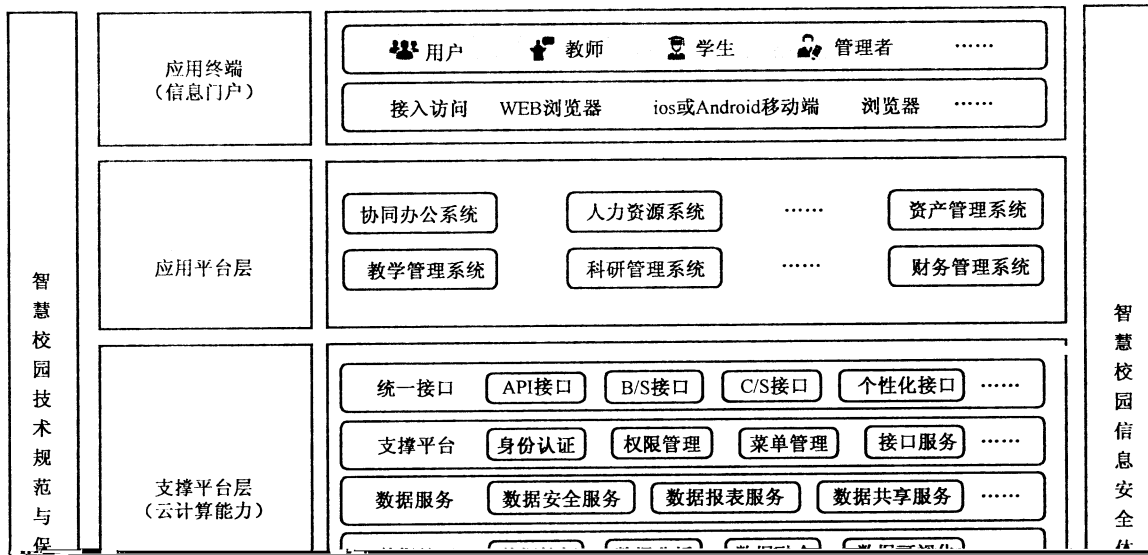 应用终端
（信息门户）
用户 教师 学生 管理者 ……
接入访问 WEB浏览器 ios或Android移动端 浏览器 ……
应用平台层
协同办公系统 人力资源系统 …… 资产管理系统
教学管理系统 科研管理系统 …… 财务管理系统
支撑平台层
（云计算能力）
统一接口 API接口 B/S接口 C/S接口 个性化接口 ……
支撑平台 身份认证 权限管理 菜单管理 接口服务 ……
数据服务 数据安全服务 数据报表服务 数据共享服务 ……
智慧校园技术规范与保
智慧校园信息安全体